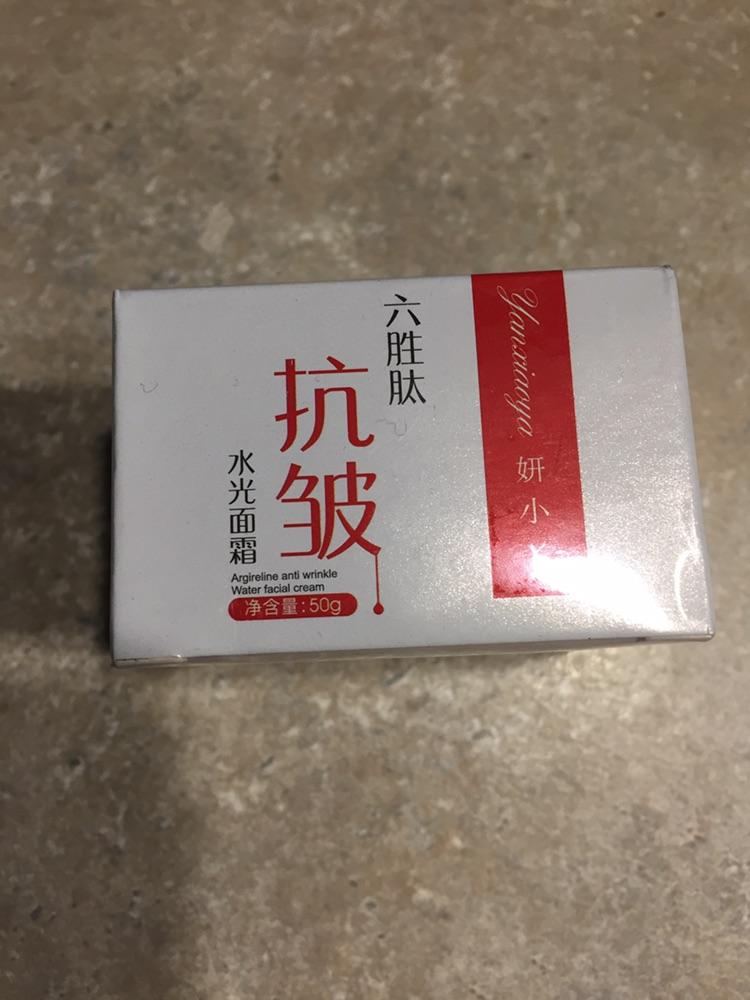 六胜肽
抗皱
水光面霜
Argireline anti wrinkle
Water facial cream
净含量:50g
Yanxiaoya
妍小